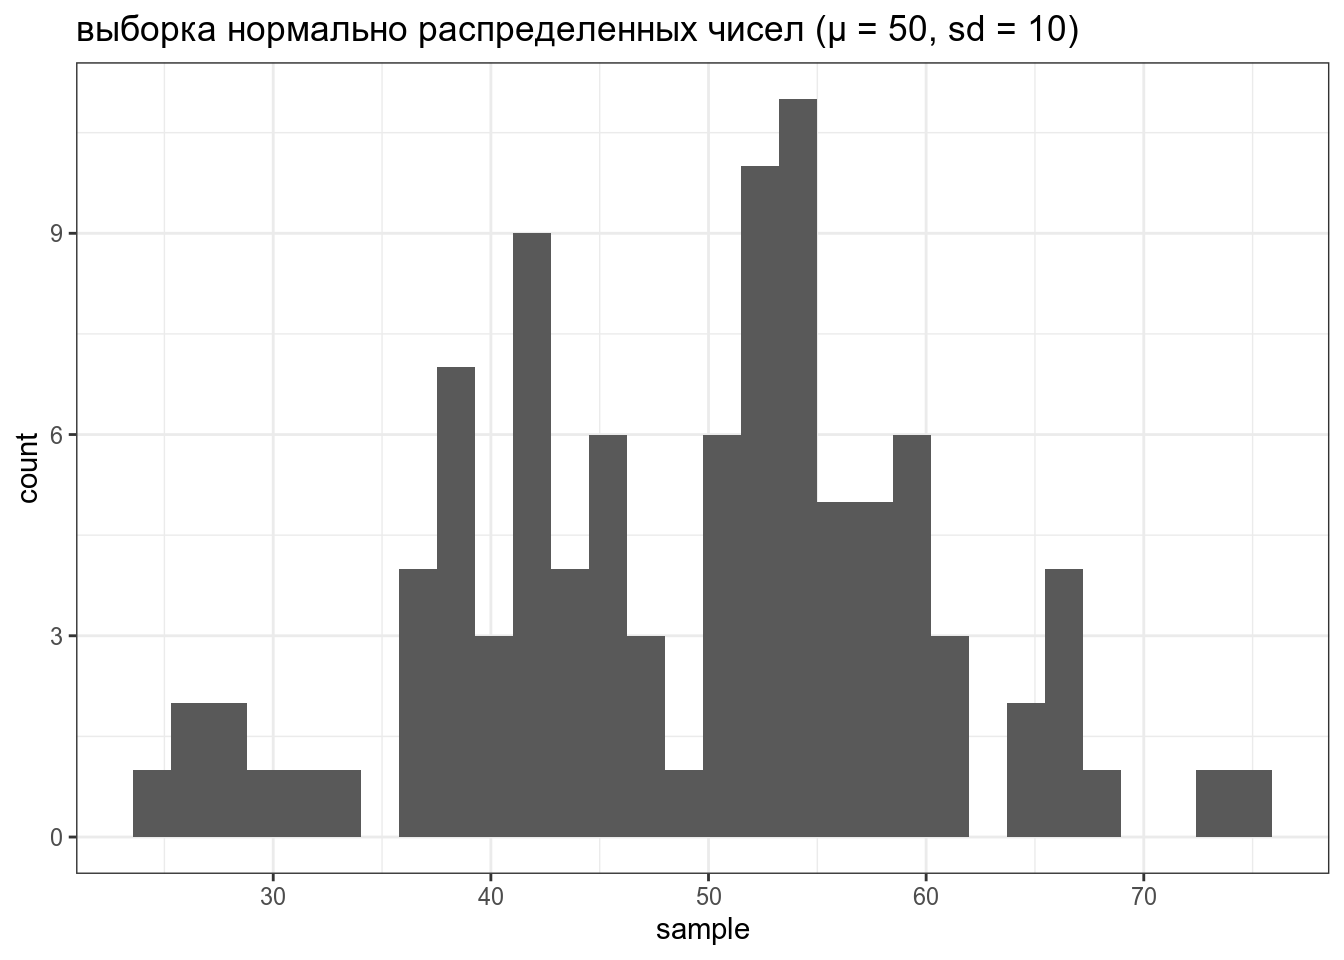 выборка нормально распределенных чисел (μ = 50, sd = 10)
9
6
3
0
count
30 40 50 60 70
sample